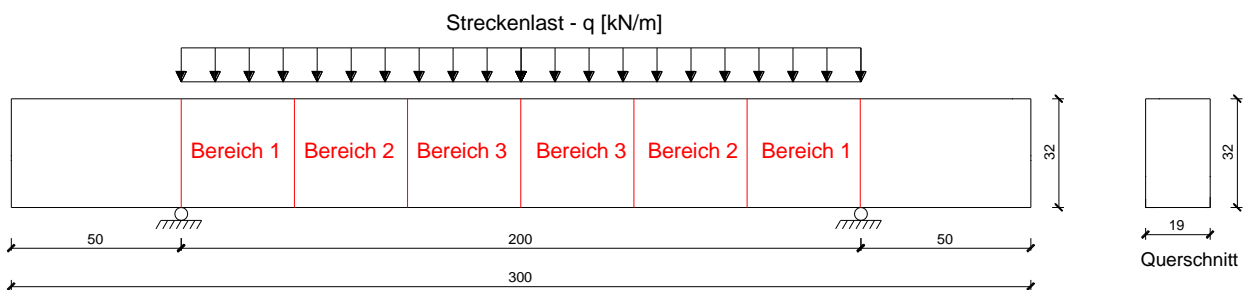 Streckenlast - q [kN/m]
Bereich 1 Bereich 2 Bereich 3 Bereich 3 Bereich 2 Bereich 1
32
32
50 200 50
19
Querschnitt
300